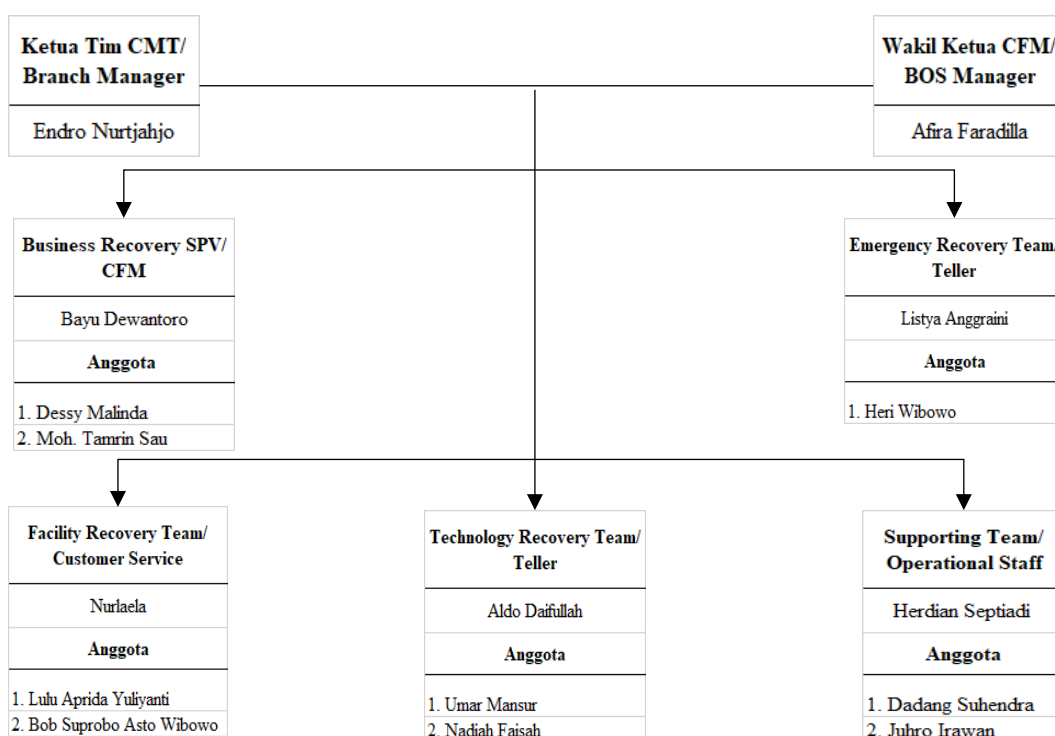 Ketua Tim CMT/
Branch Manager
Endro Nurtjahjo
Wakil Ketua CFM/
BOS Manager
Afira Faradilla
Business Recovery SPV/
CFM
Bayu Dewantoro
Anggota
1. Dessy Malinda
2. Moh. Tamrin Sau
Emergency Recovery Team/
Teller
Listya Anggraini
Anggota
1. Heri Wibowo
Facility Recovery Team/
Customer Service
Nurlaela
Anggota
1. Lulu Aprida Yuliyanti
2. Bob Suprobo Asto Wibowo
Technology Recovery Team/
Teller
Aldo Daifullah
Anggota
1. Umar Mansur
2. Nadiah Faisah
Supporting Team/
Operational Staff
Herdian Septiadi
Anggota
1. Dadang Suhendra
2. Juhro Irawan